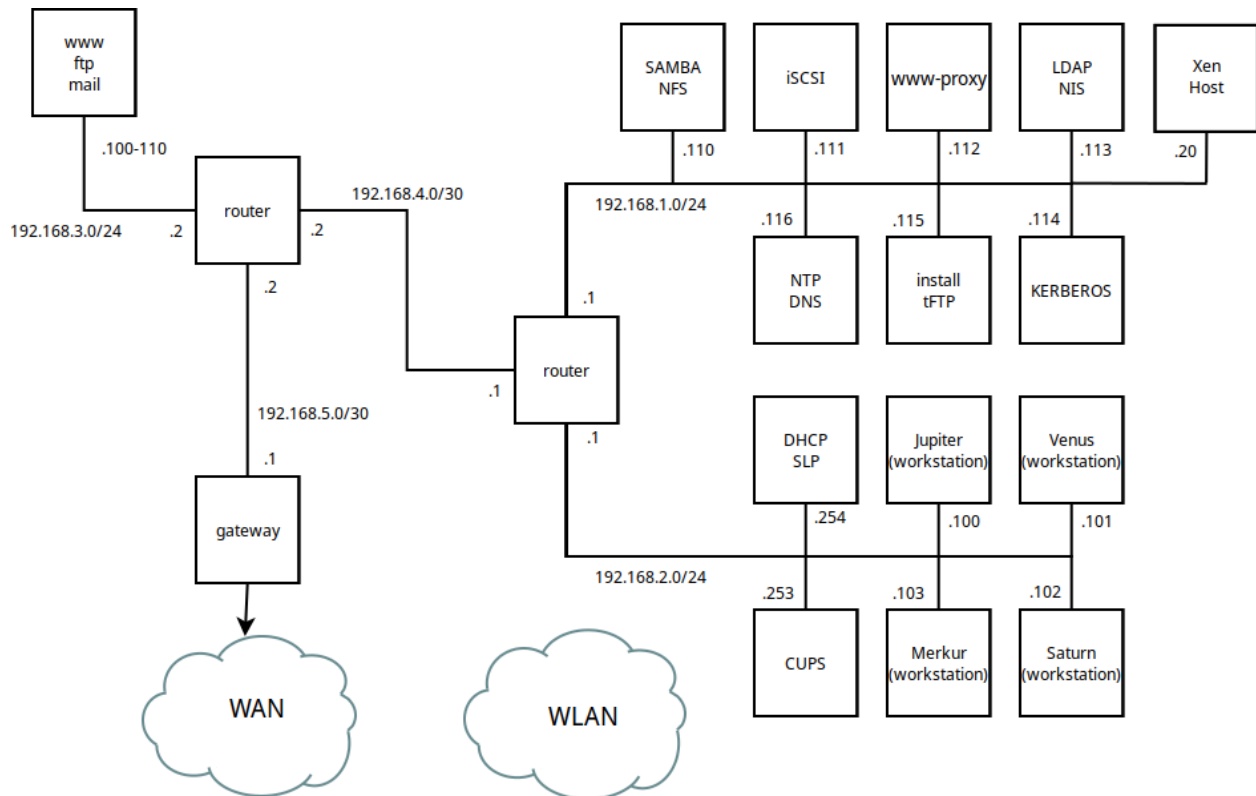 www
ftp
mail
SAMBA
NFS
iSCSI
www-proxy
LDAP
NIS
Xen
Host
.100-110
.110
.111
.112
.113
.20
192.168.4.0/30
192.168.1.0/24
router
192.168.3.0/24
.2
.2
.116
.115
.114
.2
NTP
DNS
install
tFTP
KERBEROS
.1
router
.1
192.168.5.0/30
.1
DHCP
SLP
Jupiter
(workstation)
Venus
(workstation)
.1
.254
.100
.101
gateway
192.168.2.0/24
.253
.103
.102
CUPS
Merkur
(workstation)
Saturn
(workstation)
WAN
WLAN